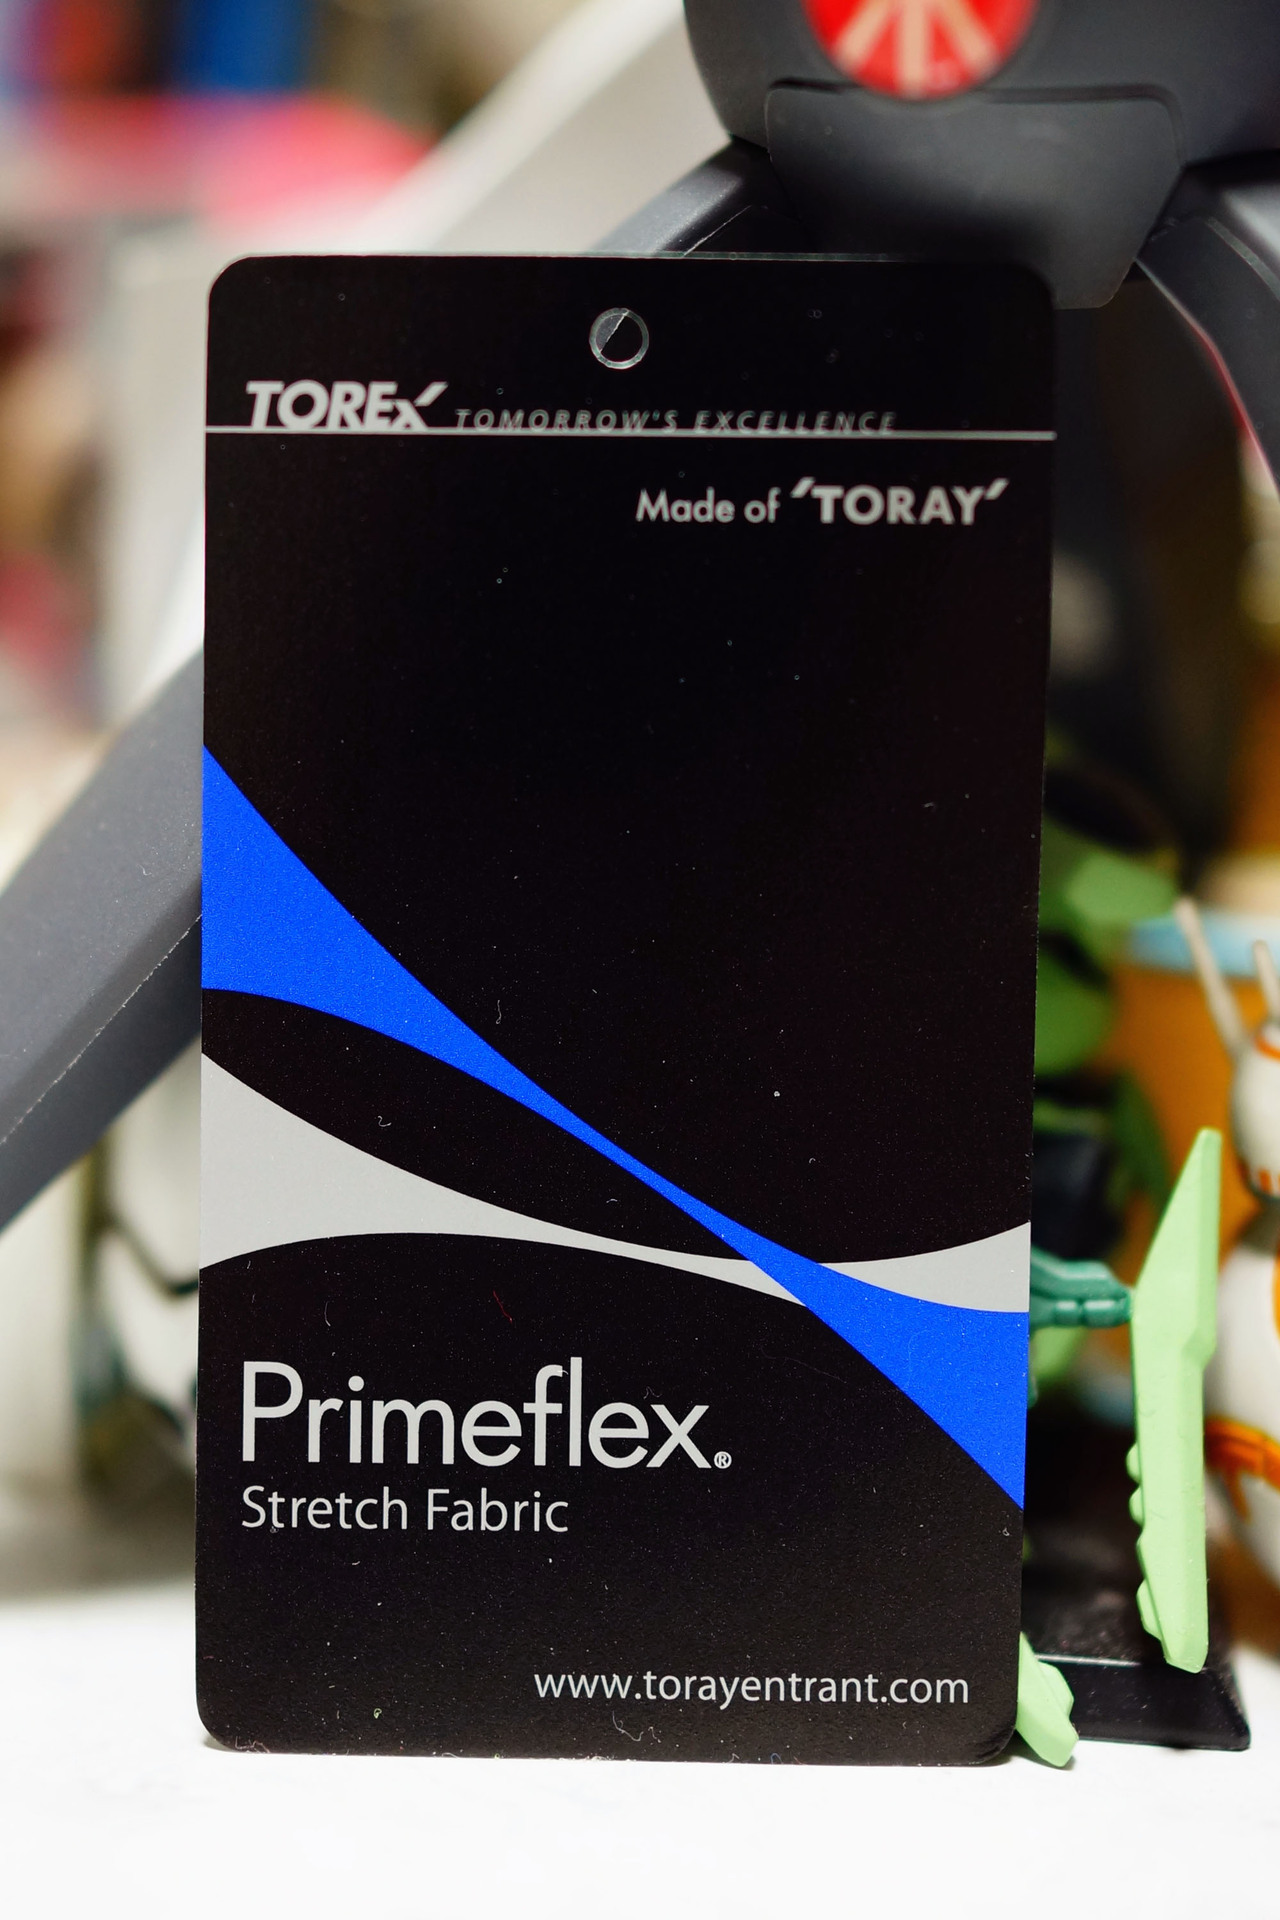 TOREX TOMORROW'S EXCELLENCE
Made of 'TORAY'
Primeflex®
Stretch Fabric
www.torayentrant.com